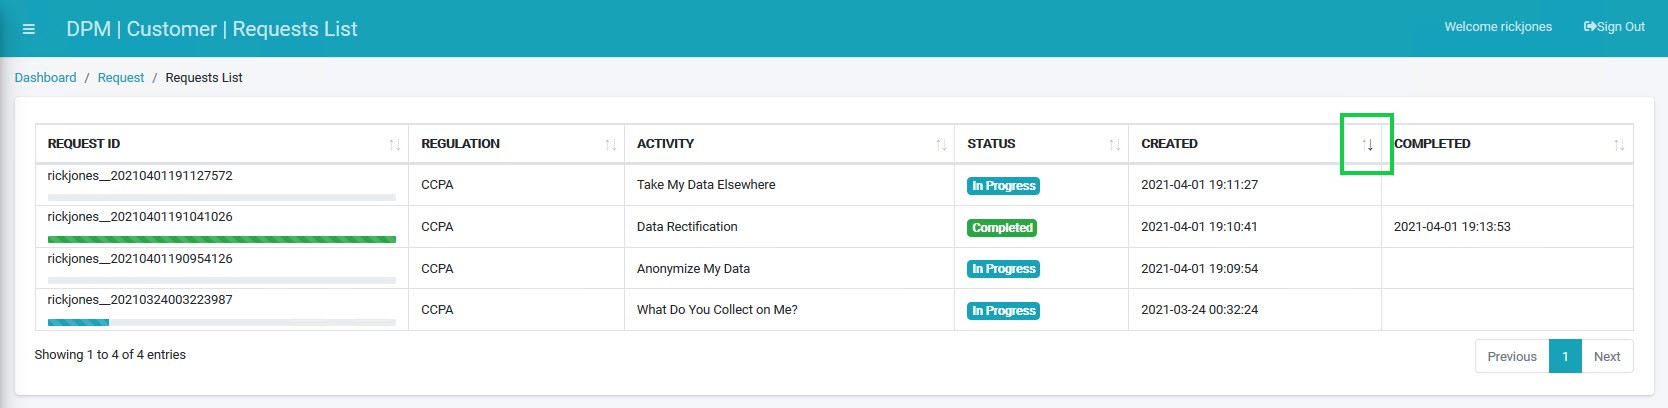 DPM | Customer | Requests List
Welcome rickjones
Sign Out
Dashboard / Request / Requests List
REQUEST ID REGULATION ACTIVITY STATUS CREATED COMPLETED
rickjones__20210401191127572 CCPA Take My Data Elsewhere In Progress 2021-04-01 19:11:27
rickjones__20210401191041026 CCPA Data Rectification Completed 2021-04-01 19:10:41 2021-04-01 19:13:53
rickjones__20210401190954126 CCPA Anonymize My Data In Progress 2021-04-01 19:09:54
rickjones__20210324003223987 CCPA What Do You Collect on Me? In Progress 2021-03-24 00:32:24
Showing 1 to 4 of 4 entries
Previous 1 Next